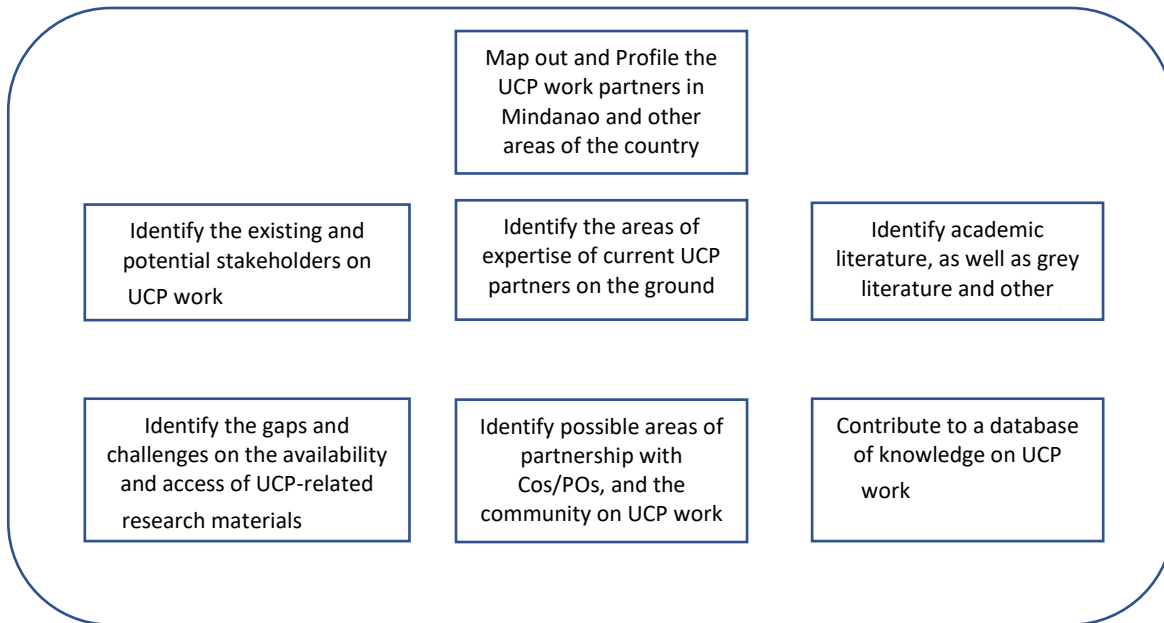 Map out and Profile the
UCP work partners in
Mindanao and other
areas of the country
Identify the existing and
potential stakeholders on
UCP work
Identify the areas of
expertise of current UCP
partners on the ground
Identify academic
literature, as well as grey
literature and other
Identify the gaps and
challenges on the availability
and access of UCP-related
research materials
Identify possible areas of
partnership with
Cos/POs, and the
community on UCP work
Contribute to a database
of knowledge on UCP
work